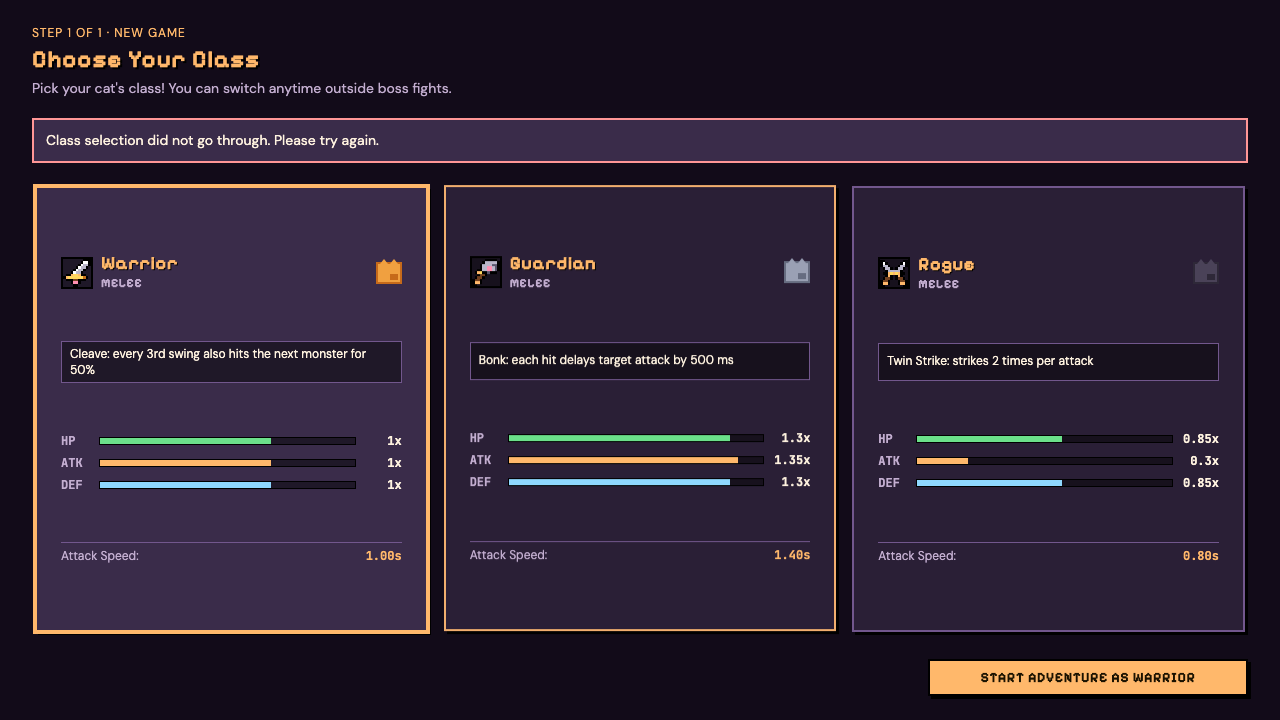 STEP 1 OF 1 · NEW GAME
Choose Your Class
Pick your cat's class! You can switch anytime outside boss fights.
Class selection did not go through. Please try again.
Warrior
MELEE
Cleave: every 3rd swing also hits the next monster for
50%
HP 1x
ATK 1x
DEF 1x
Attack Speed: 1.00s
Guardian
MELEE
Bonk: each hit delays target attack by 500 ms
HP 1.3x
ATK 1.35x
DEF 1.3x
Attack Speed: 1.40s
Rogue
MELEE
Twin Strike: strikes 2 times per attack
HP 0.85x
ATK 0.3x
DEF 0.85x
Attack Speed: 0.80s
START ADVENTURE AS WARRIOR